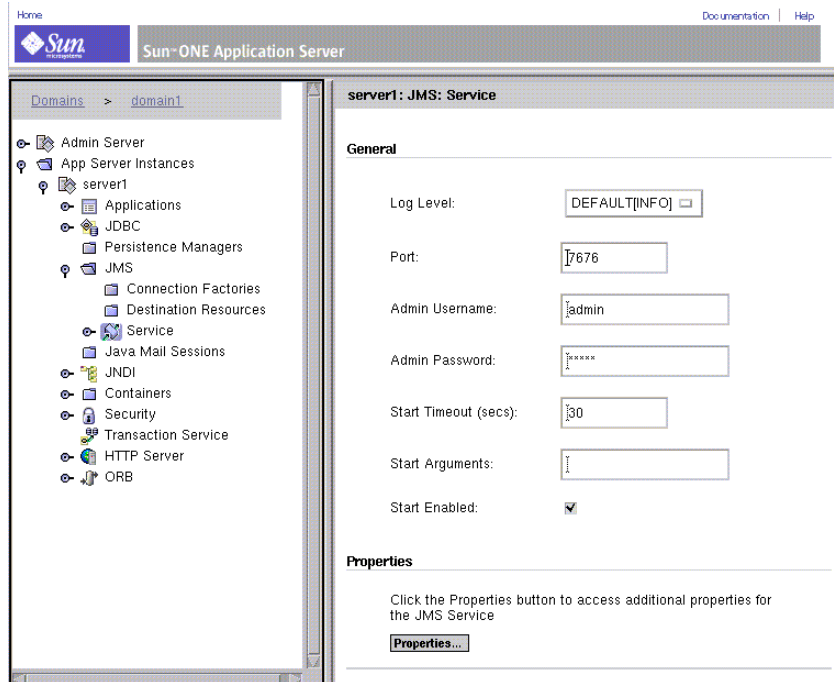 Home
Documentation | Help
Sun
microsystems
Sun™ ONE Application Server
Domains > domain1
Admin Server
App Server Instances
server1
Applications
JDBC
Persistence Managers
JMS
Connection Factories
Destination Resources
Service
Java Mail Sessions
JNDI
Containers
Security
Transaction Service
HTTP Server
ORB
server1: JMS: Service
General
Log Level: DEFAULT[INFO]
Port: 7676
Admin Username: admin
Admin Password: *****
Start Timeout (secs): 30
Start Arguments:
Start Enabled:
Properties
Click the Properties button to access additional properties for
the JMS Service
Properties...